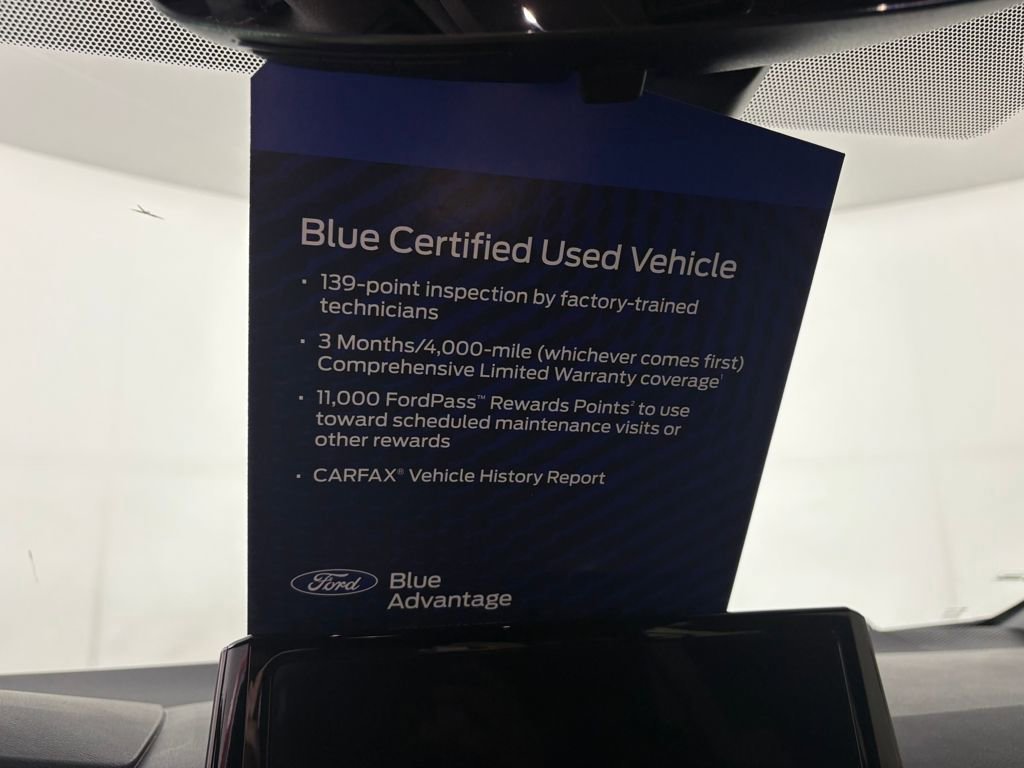 Blue Certified Used Vehicle
• 139-point inspection by factory-trained
technicians
• 3 Months/4,000-mile (whichever comes first)
Comprehensive Limited Warranty coverage¹
• 11,000 FordPass™ Rewards Points² to use
toward scheduled maintenance visits or
other rewards
• CARFAX® Vehicle History Report
Ford Blue
Advantage